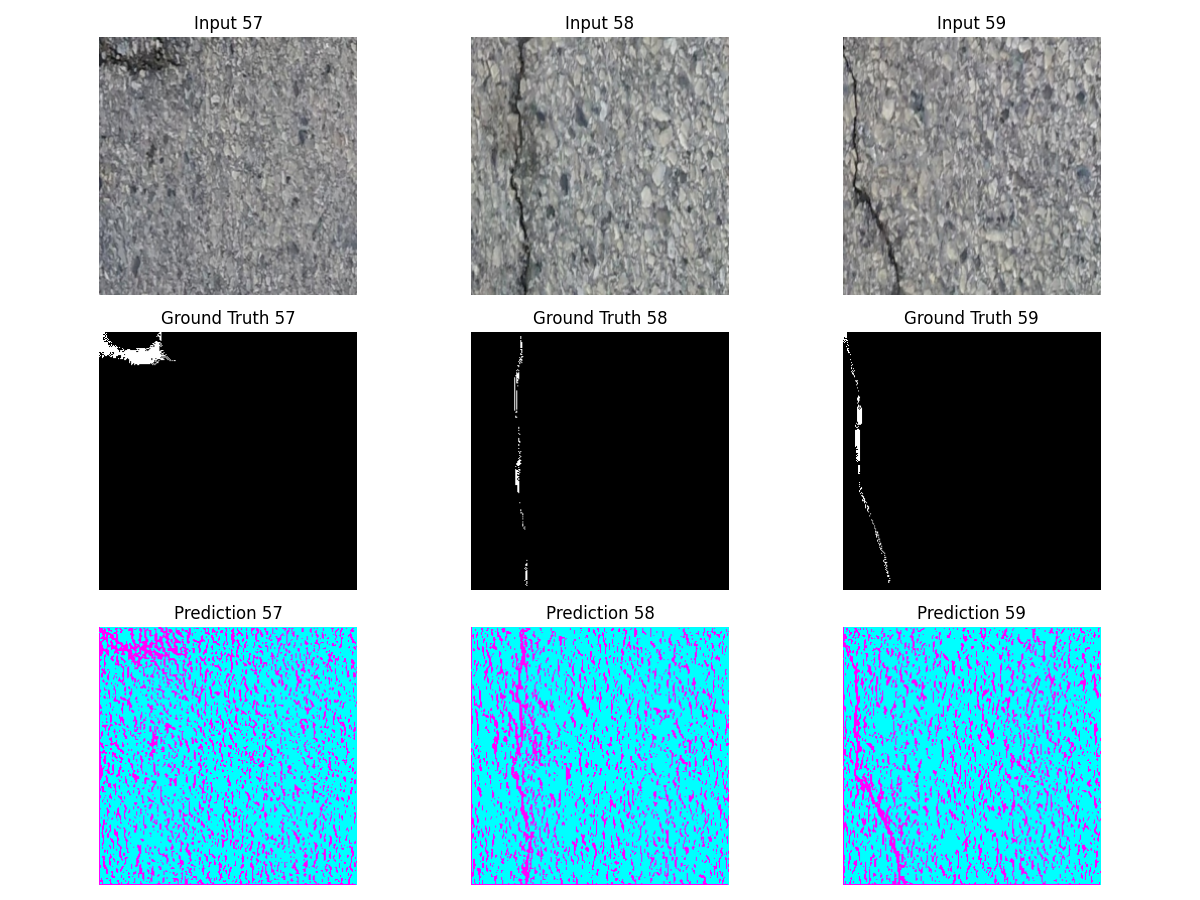 Input 57
Input 58
Input 59
Ground Truth 57
Ground Truth 58
Ground Truth 59
Prediction 57
Prediction 58
Prediction 59